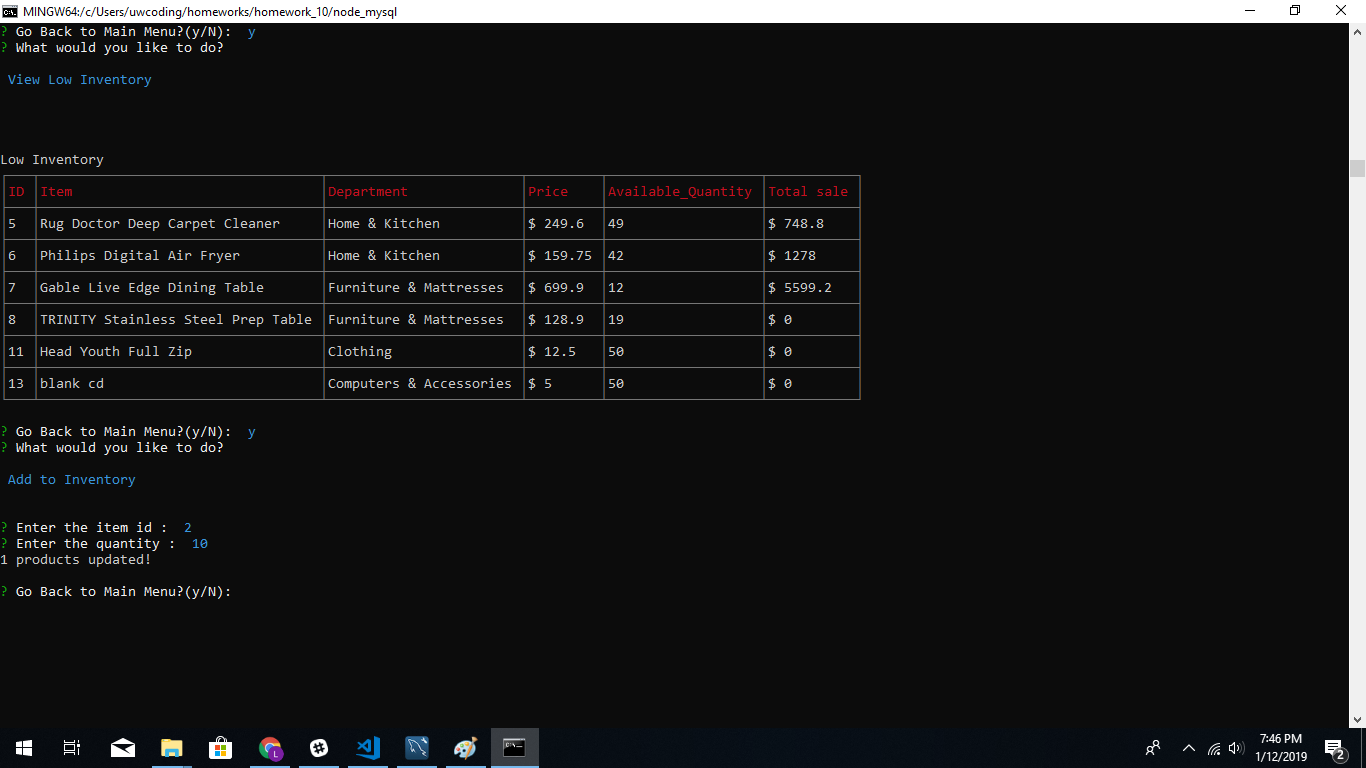 MINGW64:/c/Users/uwcoding/homeworks/homework_10/node_mysql
? Go Back to Main Menu?(y/N):  y
? What would you like to do?
View Low Inventory
Low Inventory
ID Item Department Price Available_Quantity Total sale
5 Rug Doctor Deep Carpet Cleaner Home & Kitchen $ 249.6 49 $ 748.8
6 Philips Digital Air Fryer Home & Kitchen $ 159.75 42 $ 1278
7 Gable Live Edge Dining Table Furniture & Mattresses $ 699.9 12 $ 5599.2
8 TRINITY Stainless Steel Prep Table Furniture & Mattresses $ 128.9 19 $ 0
11 Head Youth Full Zip Clothing $ 12.5 50 $ 0
13 blank cd Computers & Accessories $ 5 50 $ 0
? Go Back to Main Menu?(y/N):  y
? What would you like to do?
Add to Inventory
? Enter the item id :  2
? Enter the quantity :  10
1 products updated!
? Go Back to Main Menu?(y/N):
7:46 PM
1/12/2019
2